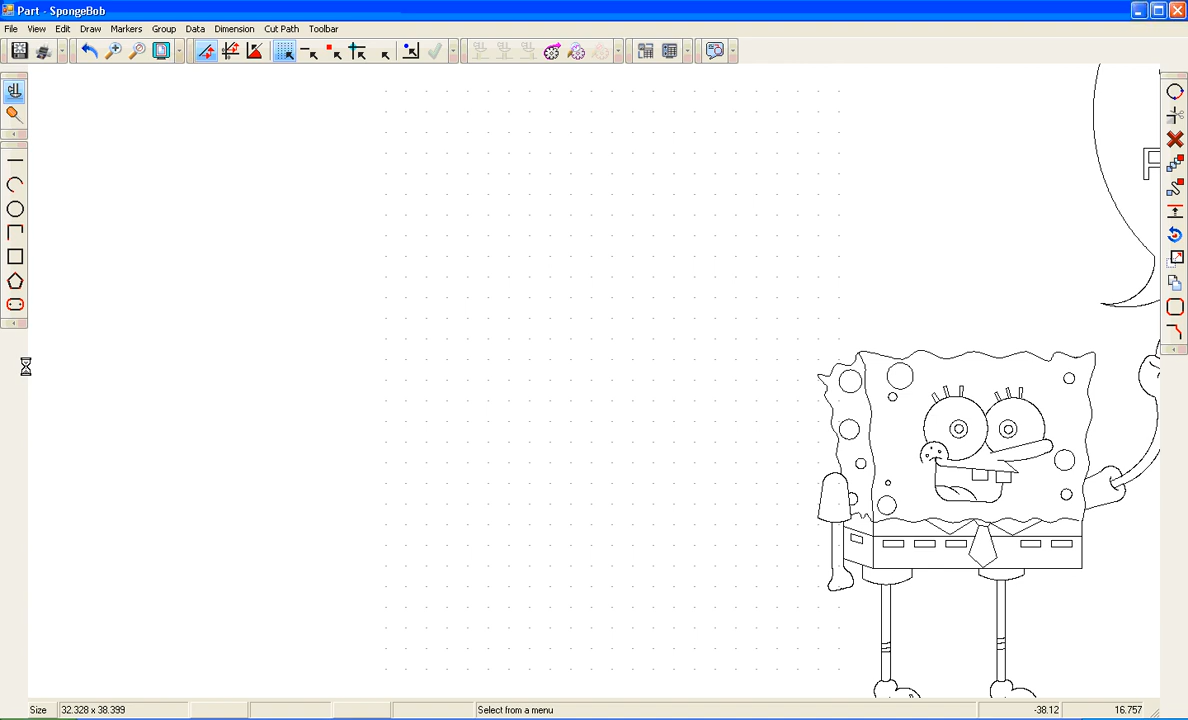 Part - SpongeBob
File View Edit Draw Markers Group Data Dimension Cut Path Toolbar
F
Size 32.328 x 38.399 Select from a menu -38.12 16.757